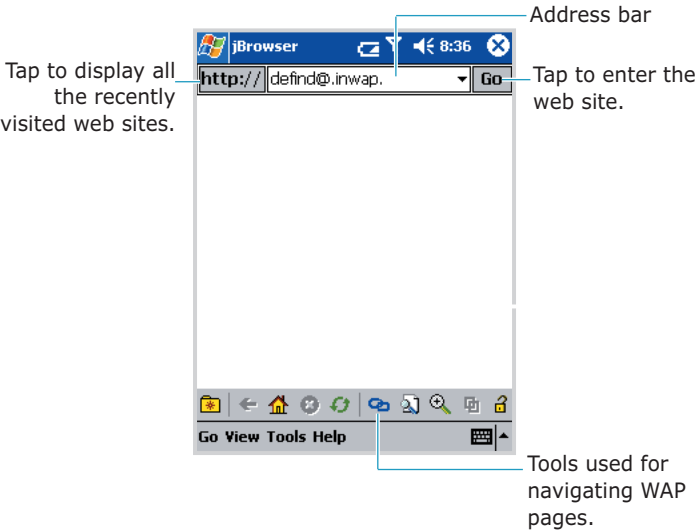 Address bar
jBrowser 8:36
Tap to display all
the recently
visited web sites.
http:// defind@.inwap. Go
Tap to enter the
web site.
Go View Tools Help
Tools used for
navigating WAP
pages.